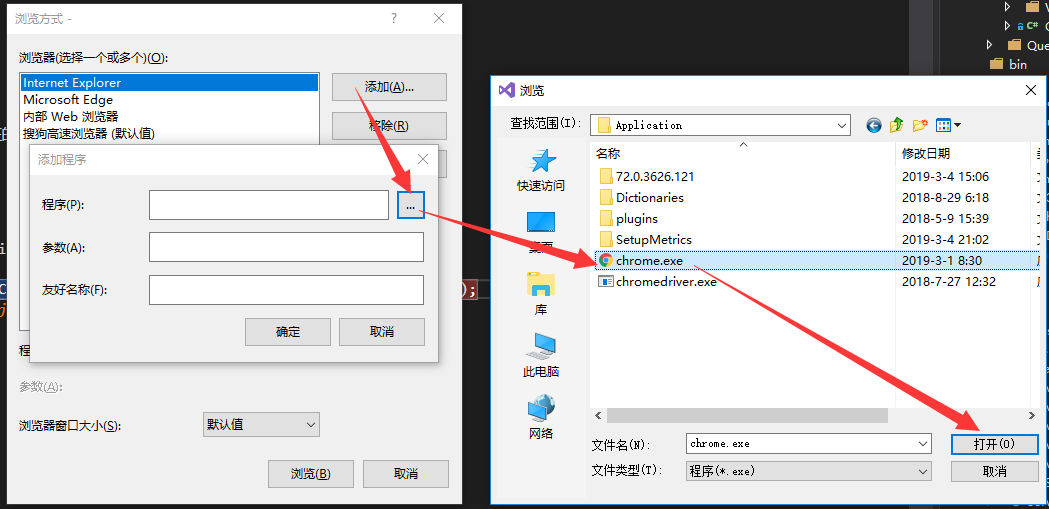 浏览方式 -
浏览器(选择一个或多个)(O):
Internet Explorer
Microsoft Edge
内部 Web 浏览器
搜狗高速浏览器 (默认值)
添加(A)...
移除(R)
添加程序
程序(P):
...
参数(A):
友好名称(F):
确定
取消
参数(A):
浏览器窗口大小(S):
默认值
浏览(B)
取消
);
浏览
查找范围(I):
Application
名称
修改日期
72.0.3626.121
2019-3-4 15:06
Dictionaries
2018-8-29 6:18
plugins
2018-5-9 15:39
SetupMetrics
2019-3-4 21:02
chrome.exe
2019-3-1 8:30
chromedriver.exe
2018-7-27 12:32
快速访问
桌面
库
此电脑
网络
文件名(N):
chrome.exe
打开(O)
文件类型(T):
程序(*.exe)
取消
C#
Que
bin